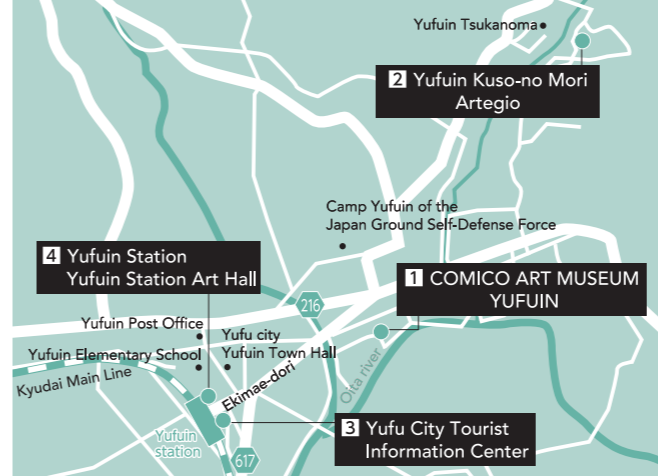 Yufuin Tsukanoma
2 Yufuin Kuso-no Mori
Artegio
Camp Yufuin of the
Japan Ground Self-Defense Force
4 Yufuin Station
Yufuin Station Art Hall
1 COMICO ART MUSEUM
YUFUIN
216
Yufuin Post Office
Yufu city
Yufuin Town Hall
Yufuin Elementary School
Kyudai Main Line
Ekimae-dori
Oita river
Yufuin
station
3 Yufu City Tourist
Information Center
617